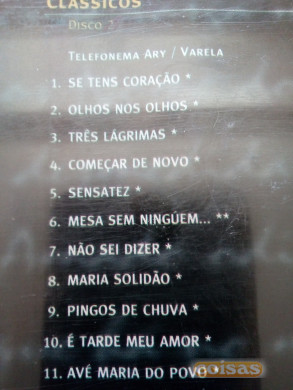 CLÁSSICOS
Disco 2
TELEFONEMA ARY / VARELA
1. SE TENS CORAÇÃO *
2. OLHOS NOS OLHOS *
3. TRÊS LÁGRIMAS *
4. COMEÇAR DE NOVO *
5. SENSATEZ *
6. MESA SEM NINGÚEM... **
7. NÃO SEI DIZER *
8. MARIA SOLIDÃO *
9. PINGOS DE CHUVA *
10. É TARDE MEU AMOR *
11. AVÉ MARIA DO POVO *
coisas